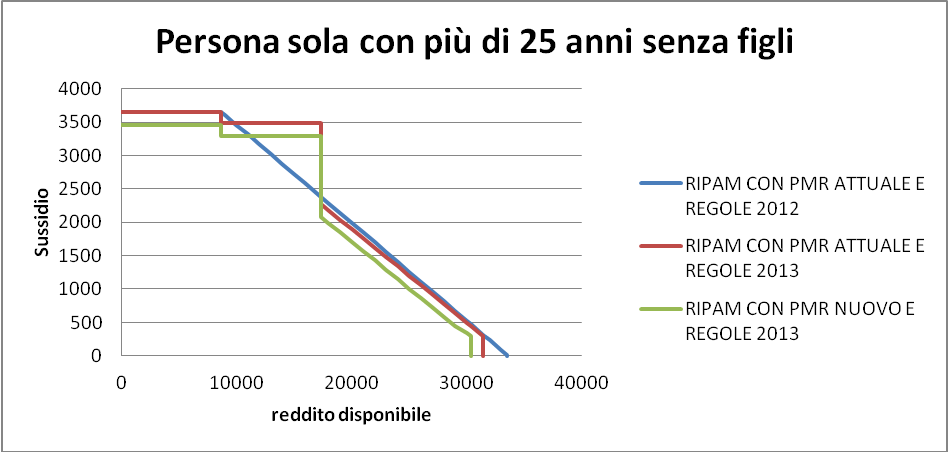 Persona sola con più di 25 anni senza figli
4000
3500
3000
2500
2000
1500
1000
500
0
Sussidio
0 10000 20000 30000 40000
reddito disponibile
RIPAM CON PMR ATTUALE E
REGOLE 2012
RIPAM CON PMR ATTUALE E
REGOLE 2013
RIPAM CON PMR NUOVO E
REGOLE 2013